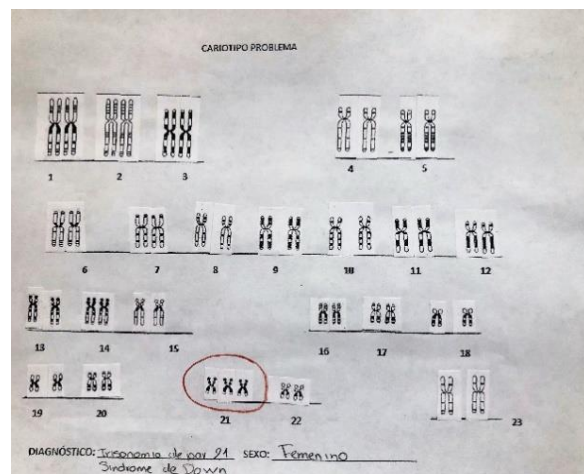 CARIOTIPO PROBLEMA
1 2 3 4 5
6 7 8 9 10 11 12
13 14 15 16 17 18
19 20 21 22 23
DIAGNÓSTICO: Trisonomia de par 21 SEXO: Femenino
Sindrome de Down